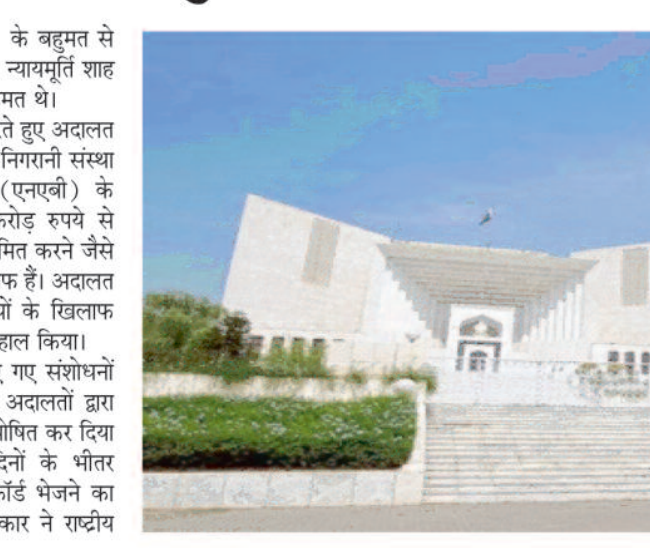 के बहुमत से
न्यायमूर्ति शाह
मत थे।
ते हुए अदालत
निगरानी संस्था
(एनएबी) के
करोड़ रुपये से
मित करने जैसे
फ हैं। अदालत
यों के खिलाफ
हाल किया।
गए संशोधनों
अदालतों द्वारा
घोषित कर दिया
दिनों के भीतर
कॉर्ड भेजने का
कार ने राष्ट्रीय